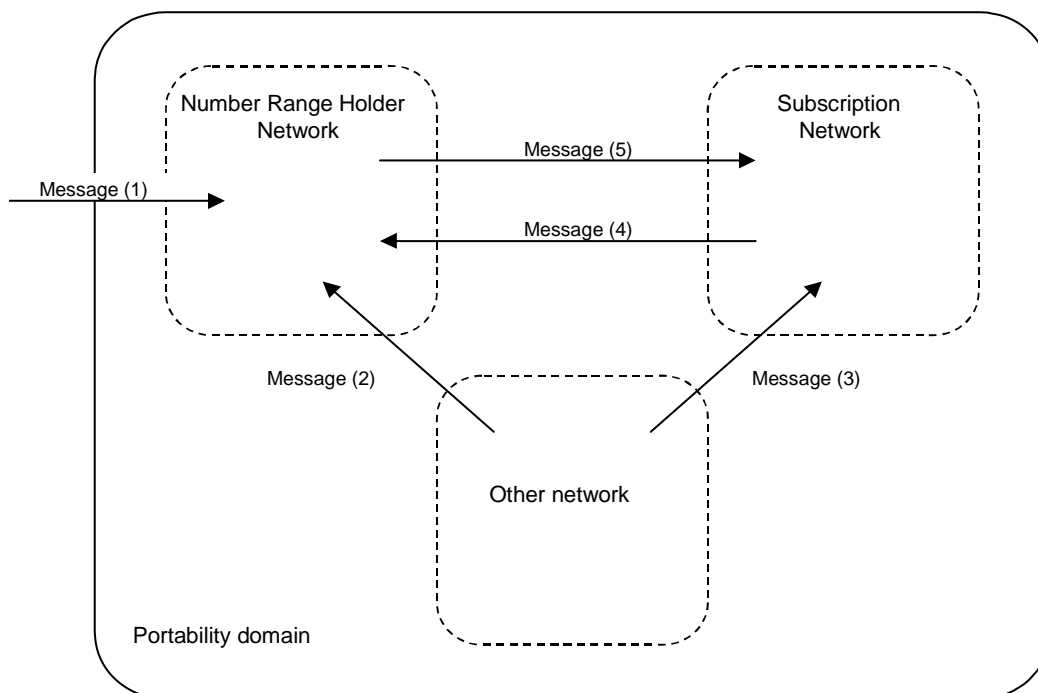 Number Range Holder
Network
Subscription
Network
Message (5)
Message (1)
Message (4)
Message (2)
Message (3)
Other network
Portability domain